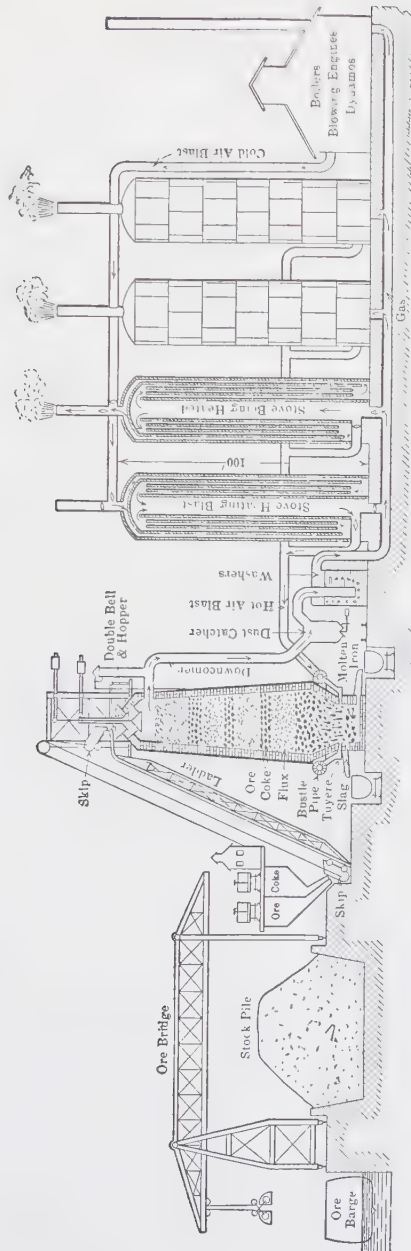 Ore
Barge
Ore Bridge
Stock Pile
Ore
Coke
Skip
Skip
Ladder
Double Bell
& Hopper
Downcomer
Ore
Coke
Flux
Bustle
Pipe
Tuyere
Slag
Molten
Iron
Dust Catcher
Hot Air Blast
Washers
Stove Heating Blast
100'
Stove Being Heated
Cold Air Blast
Gas
Boilers
Blowing Engines
Dynamos